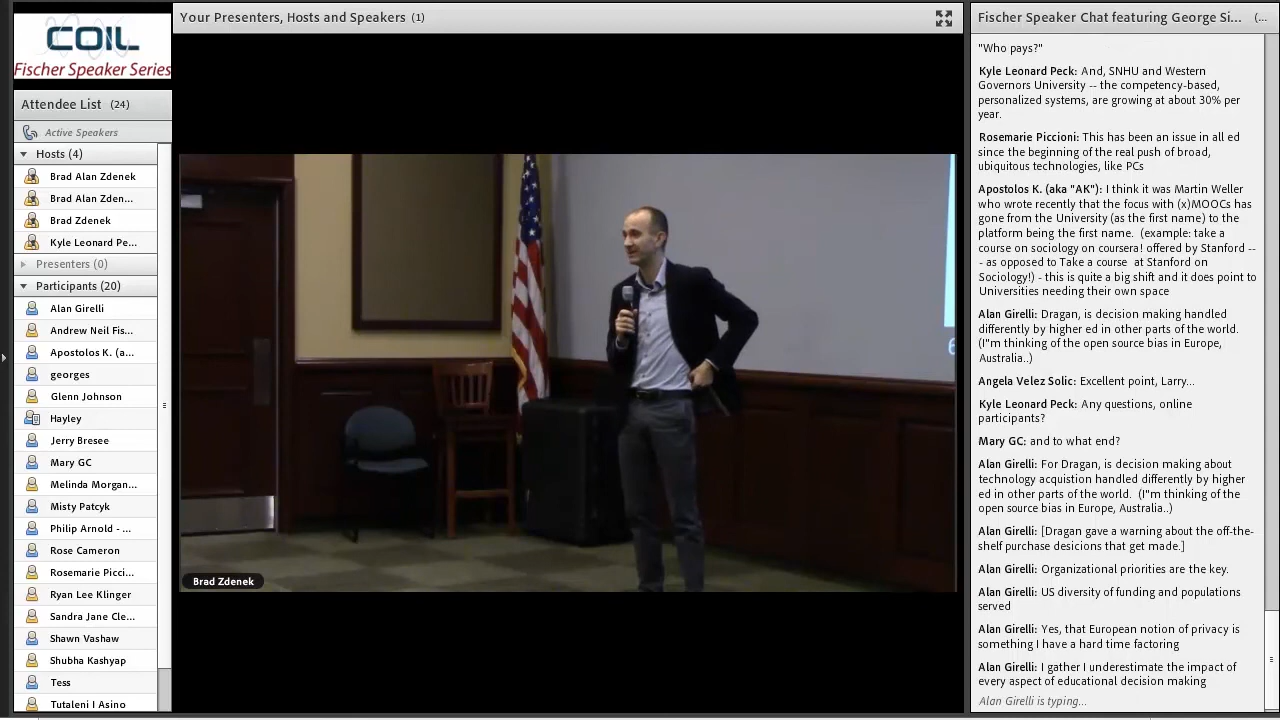 COIL
Fischer Speaker Series
Attendee List (24)
Active Speakers
Hosts (4)
Brad Alan Zdenek
Brad Alan Zden...
Brad Zdenek
Kyle Leonard Pe...
Presenters (0)
Participants (20)
Alan Girelli
Andrew Neil Fis...
Apostolos K. (a...
georges
Glenn Johnson
Hayley
Jerry Bresee
Mary GC
Melinda Morgan...
Misty Patcyk
Philip Arnold - ...
Rose Cameron
Rosemarie Picci...
Ryan Lee Klinger
Sandra Jane Cle...
Shawn Vashaw
Shubha Kashyap
Tess
Tutaleni I Asino
Your Presenters, Hosts and Speakers (1)
Brad Zdenek
Fischer Speaker Chat featuring George Si... (...
"Who pays?"
Kyle Leonard Peck: And, SNHU and Western
Governors University -- the competency-based,
personalized systems, are growing at about 30% per
year.
Rosemarie Piccioni: This has been an issue in all ed
since the beginning of the real push of broad,
ubiquitous technologies, like PCs
Apostolos K. (aka "AK"): I think it was Martin Weller
who wrote recently that the focus with (x)MOOCs has
gone from the University (as the first name) to the
platform being the first name. (example: take a
course on sociology on coursera! offered by Stanford --
- as opposed to Take a course at Stanford on
Sociology!) - this is quite a big shift and it does point to
Universities needing their own space
Alan Girelli: Dragan, is decision making handled
differently by higher ed in other parts of the world.
(I"m thinking of the open source bias in Europe,
Australia..)
Angela Velez Solic: Excellent point, Larry...
Kyle Leonard Peck: Any questions, online
participants?
Mary GC: and to what end?
Alan Girelli: For Dragan, is decision making about
technology acquistion handled differently by higher
ed in other parts of the world. (I"m thinking of the
open source bias in Europe, Australia..)
Alan Girelli: [Dragan gave a warning about the off-the-
shelf purchase desicions that get made.]
Alan Girelli: Organizational priorities are the key.
Alan Girelli: US diversity of funding and populations
served
Alan Girelli: Yes, that European notion of privacy is
something I have a hard time factoring
Alan Girelli: I gather I underestimate the impact of
every aspect of educational decision making
Alan Girelli is typing...